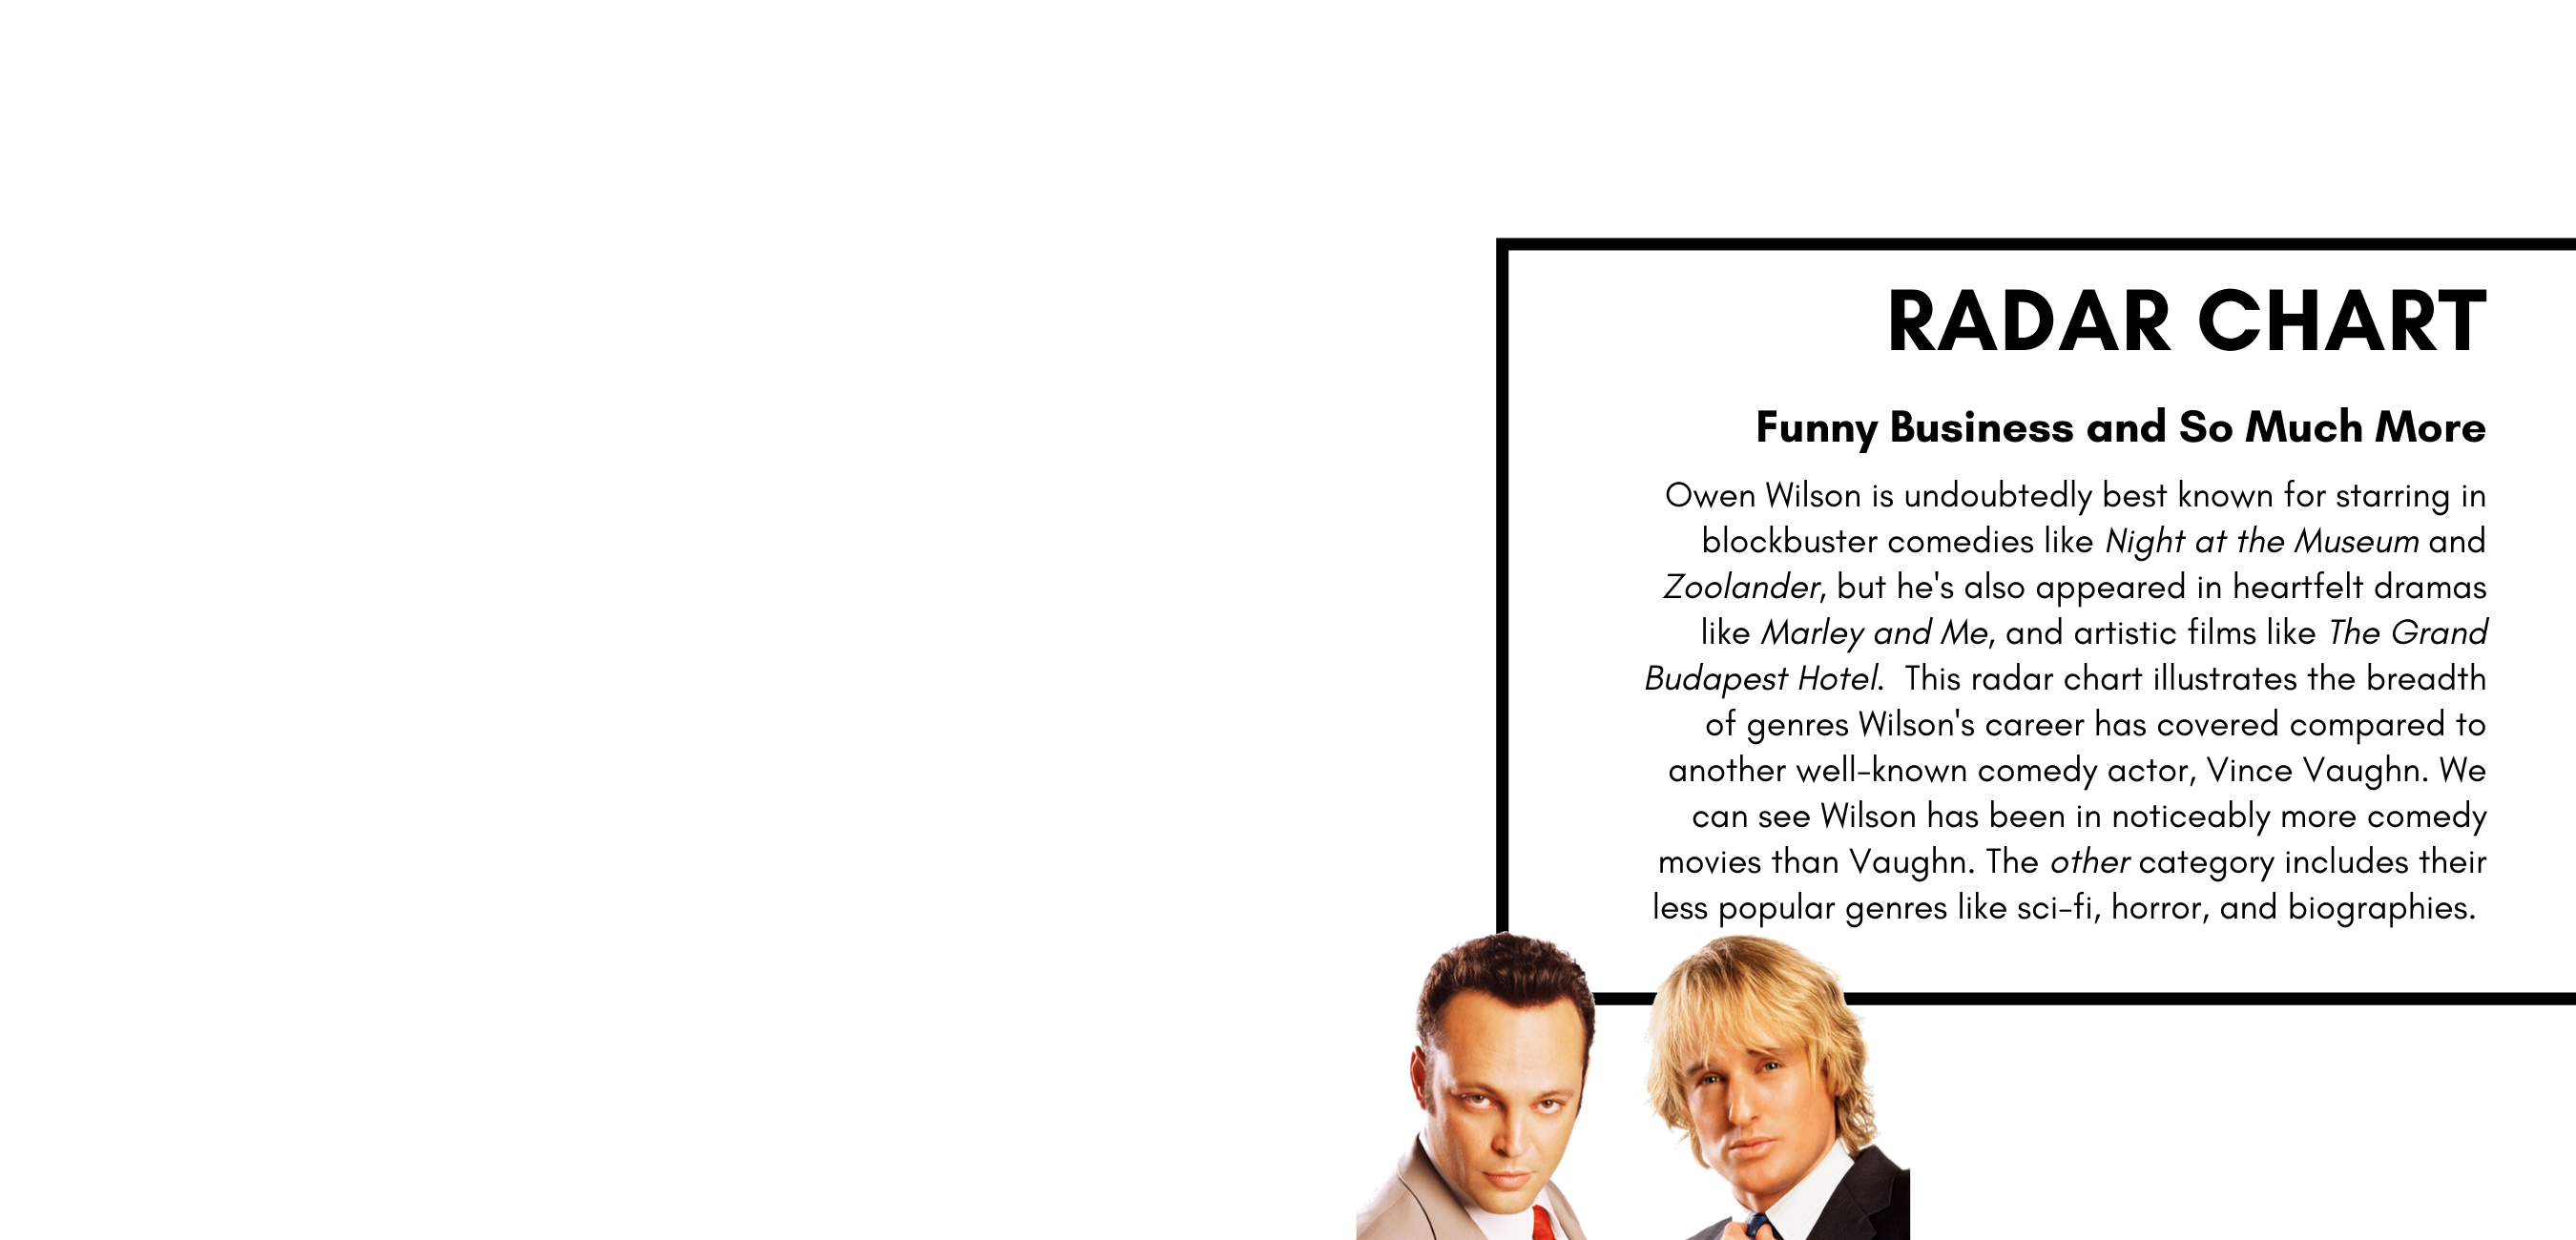 RADAR CHART
Funny Business and So Much More
Owen Wilson is undoubtedly best known for starring in
blockbuster comedies like Night at the Museum and
Zoolander, but he's also appeared in heartfelt dramas
like Marley and Me, and artistic films like The Grand
Budapest Hotel.  This radar chart illustrates the breadth
of genres Wilson's career has covered compared to
another well-known comedy actor, Vince Vaughn. We
can see Wilson has been in noticeably more comedy
movies than Vaughn. The other category includes their
less popular genres like sci-fi, horror, and biographies.